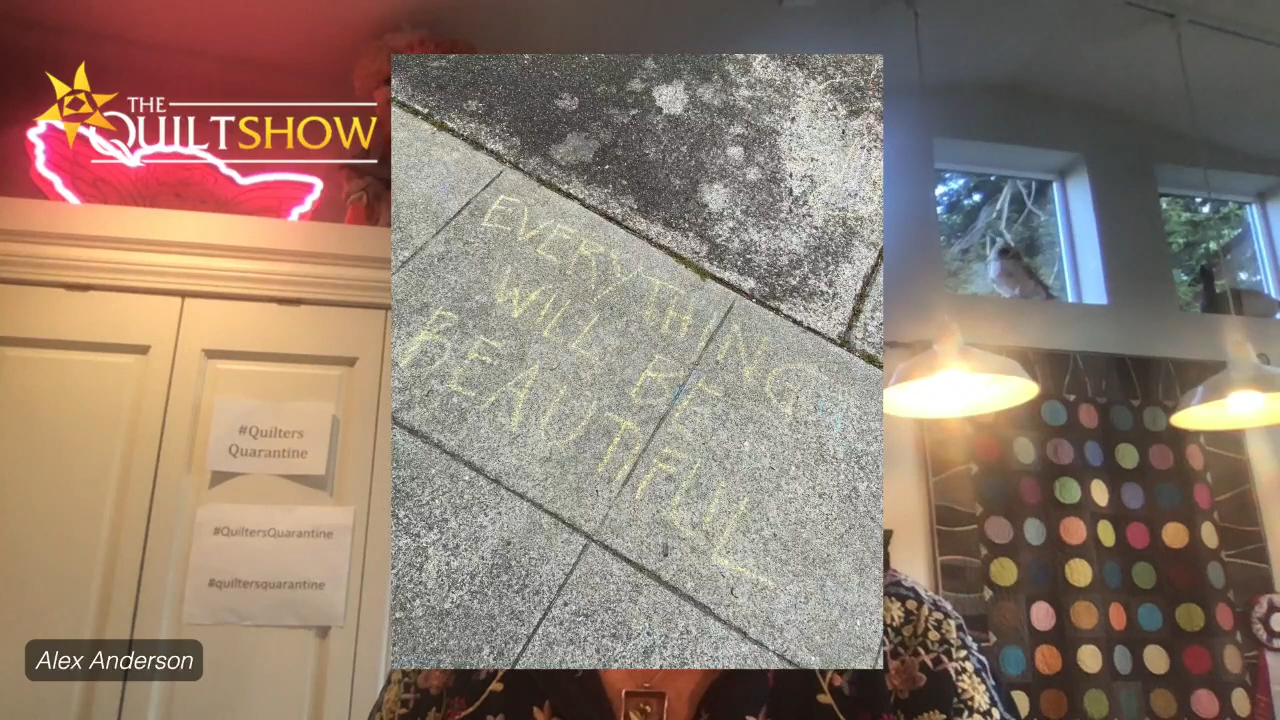 THE
QUILTSHOW
EVERYTHING
WILL BE
BEAUTIFUL
#Quilters
Quarantine
#QuiltersQuarantine
#quiltersquarantine
Alex Anderson